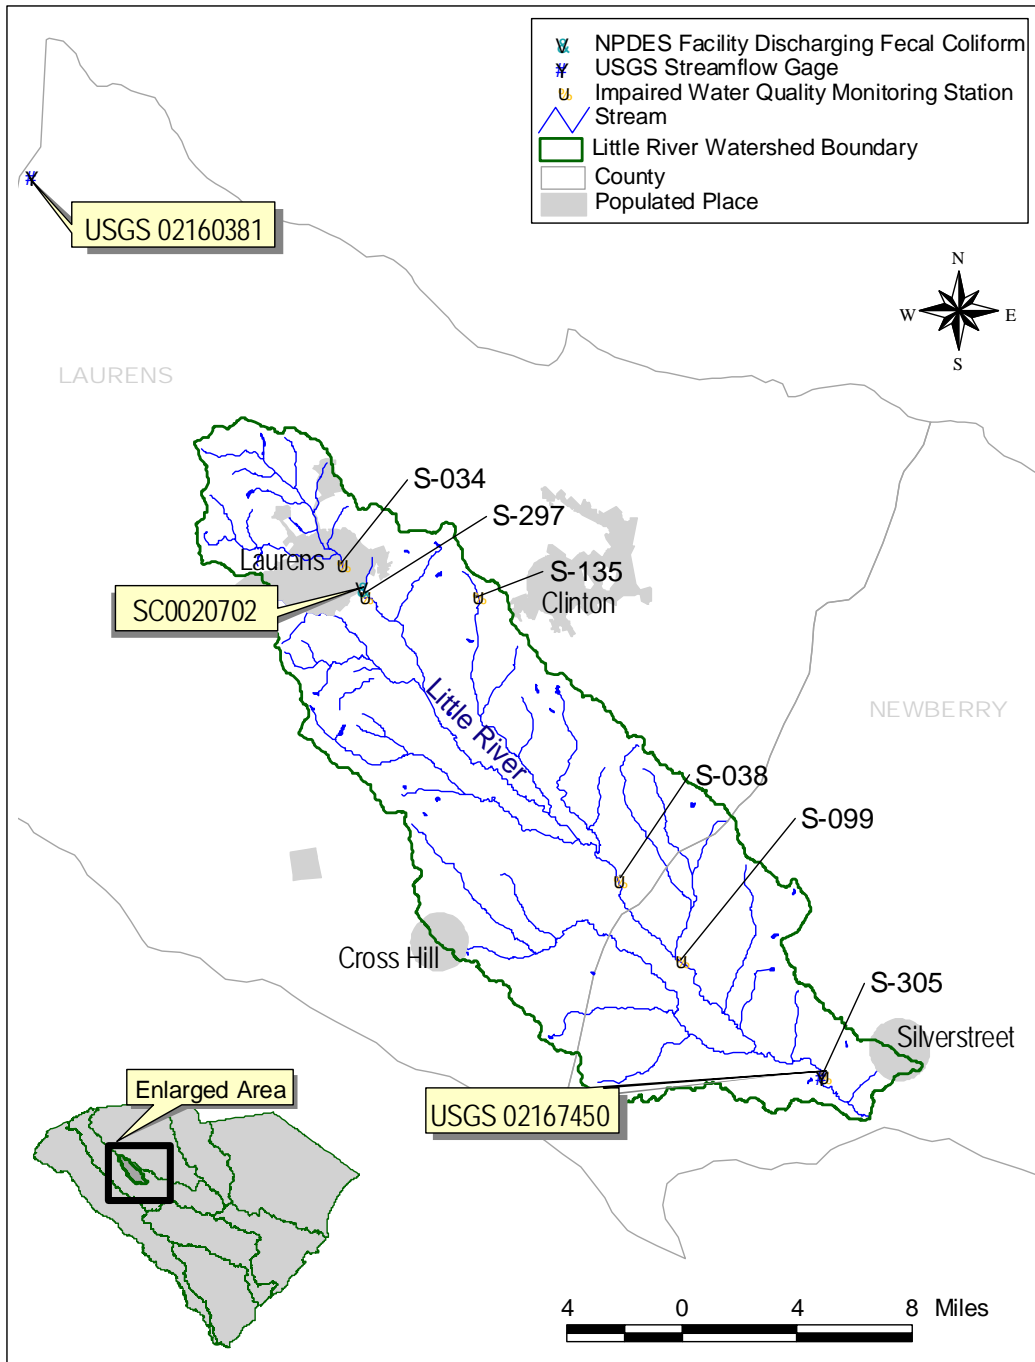 NPDES Facility Discharging Fecal Coliform
USGS Streamflow Gage
Impaired Water Quality Monitoring Station
Stream
Little River Watershed Boundary
County
Populated Place
USGS 02160381
N
W
E
S
LAURENS
S-034
S-297
Laurens
S-135
Clinton
SC0020702
Little River
NEWBERRY
S-038
S-099
Cross Hill
S-305
Silverstreet
USGS 02167450
Enlarged Area
4 0 4 8 Miles